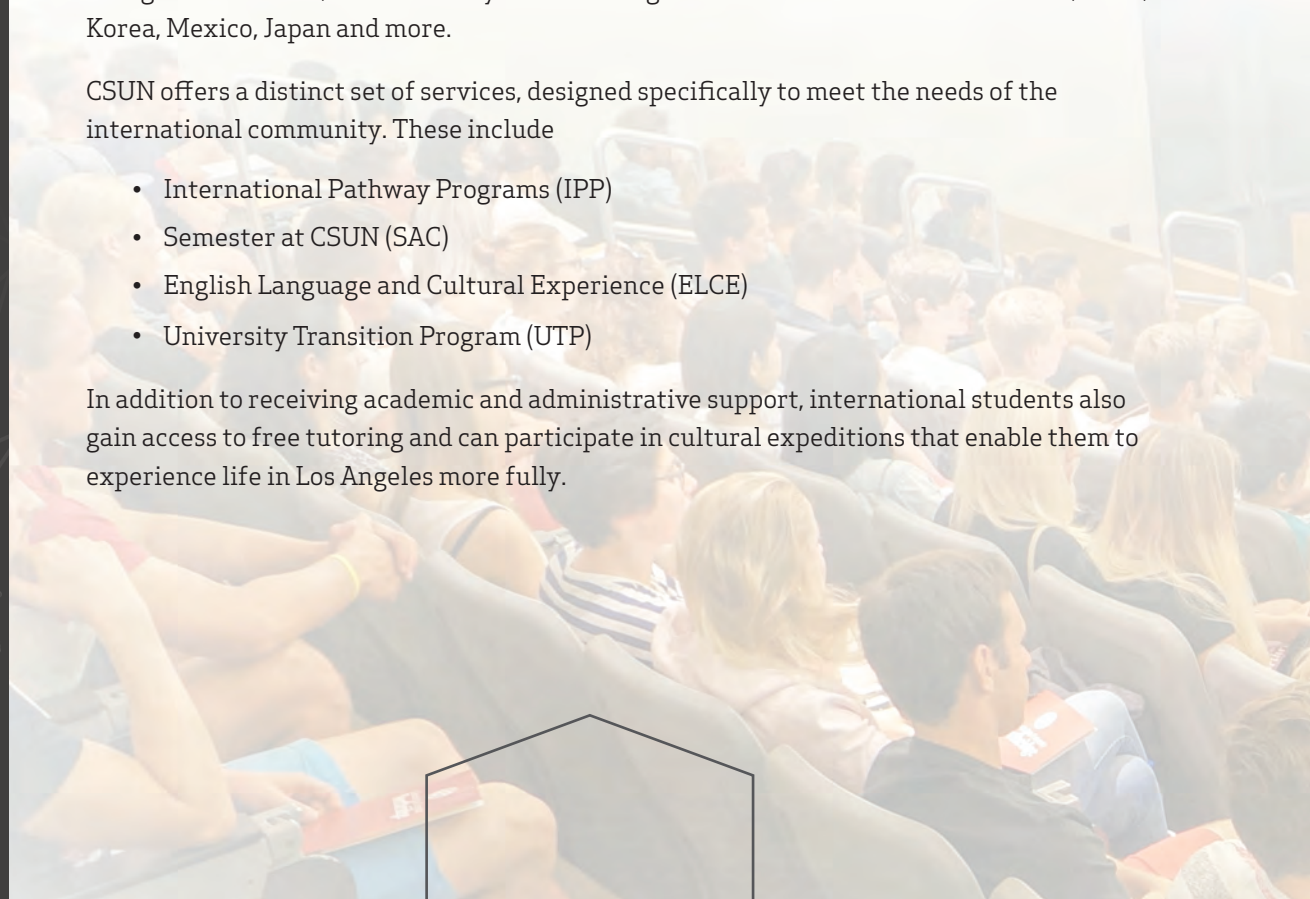 Korea, Mexico, Japan and more.
CSUN offers a distinct set of services, designed specifically to meet the needs of the
international community. These include
• International Pathway Programs (IPP)
• Semester at CSUN (SAC)
• English Language and Cultural Experience (ELCE)
• University Transition Program (UTP)
In addition to receiving academic and administrative support, international students also
gain access to free tutoring and can participate in cultural expeditions that enable them to
experience life in Los Angeles more fully.